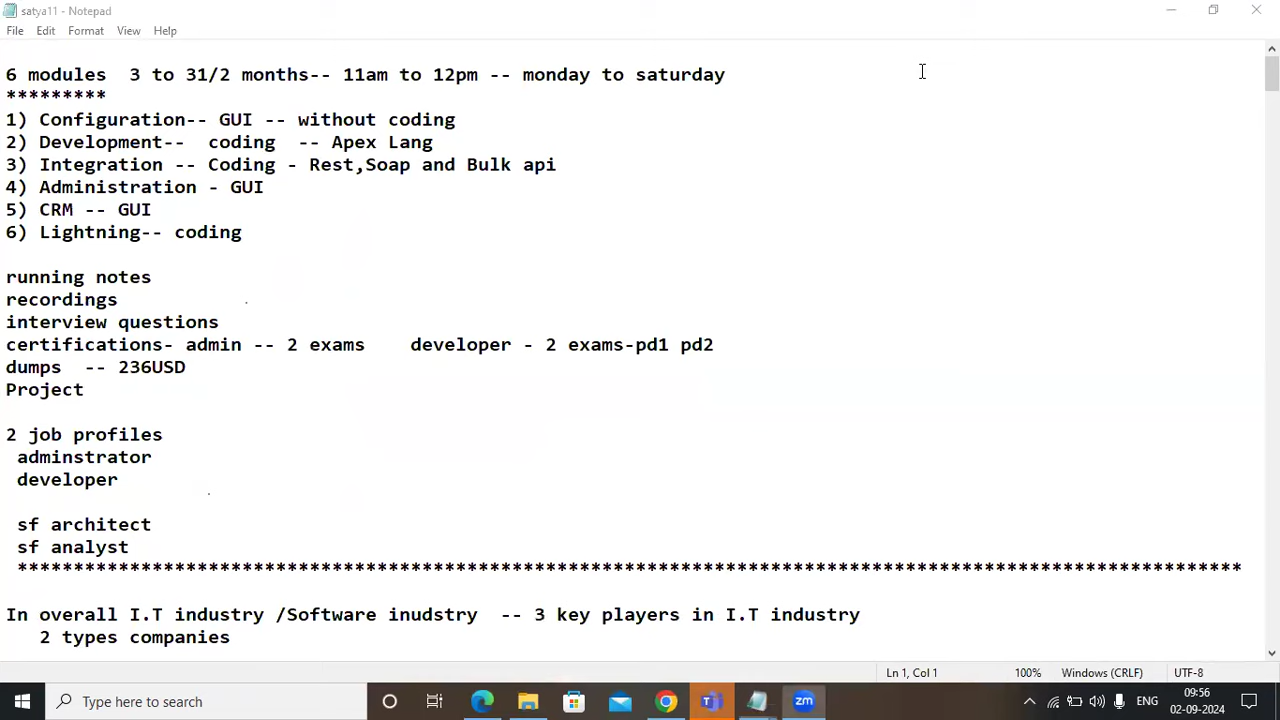 satya11 - Notepad
File Edit Format View Help
6 modules 3 to 31/2 months-- 11am to 12pm -- monday to saturday
*********
1) Configuration-- GUI -- without coding
2) Development-- coding -- Apex Lang
3) Integration -- Coding - Rest,Soap and Bulk api
4) Administration - GUI
5) CRM -- GUI
6) Lightning-- coding
running notes
recordings
interview questions
certifications- admin -- 2 exams developer - 2 exams-pd1 pd2
dumps -- 236USD
Project
2 job profiles
adminstrator
developer
sf architect
sf analyst
*************************************************************************************************************
In overall I.T industry /Software inudstry -- 3 key players in I.T industry
2 types companies
Ln 1, Col 1 100% Windows (CRLF) UTF-8
Type here to search
zm
ENG
09:56
02-09-2024